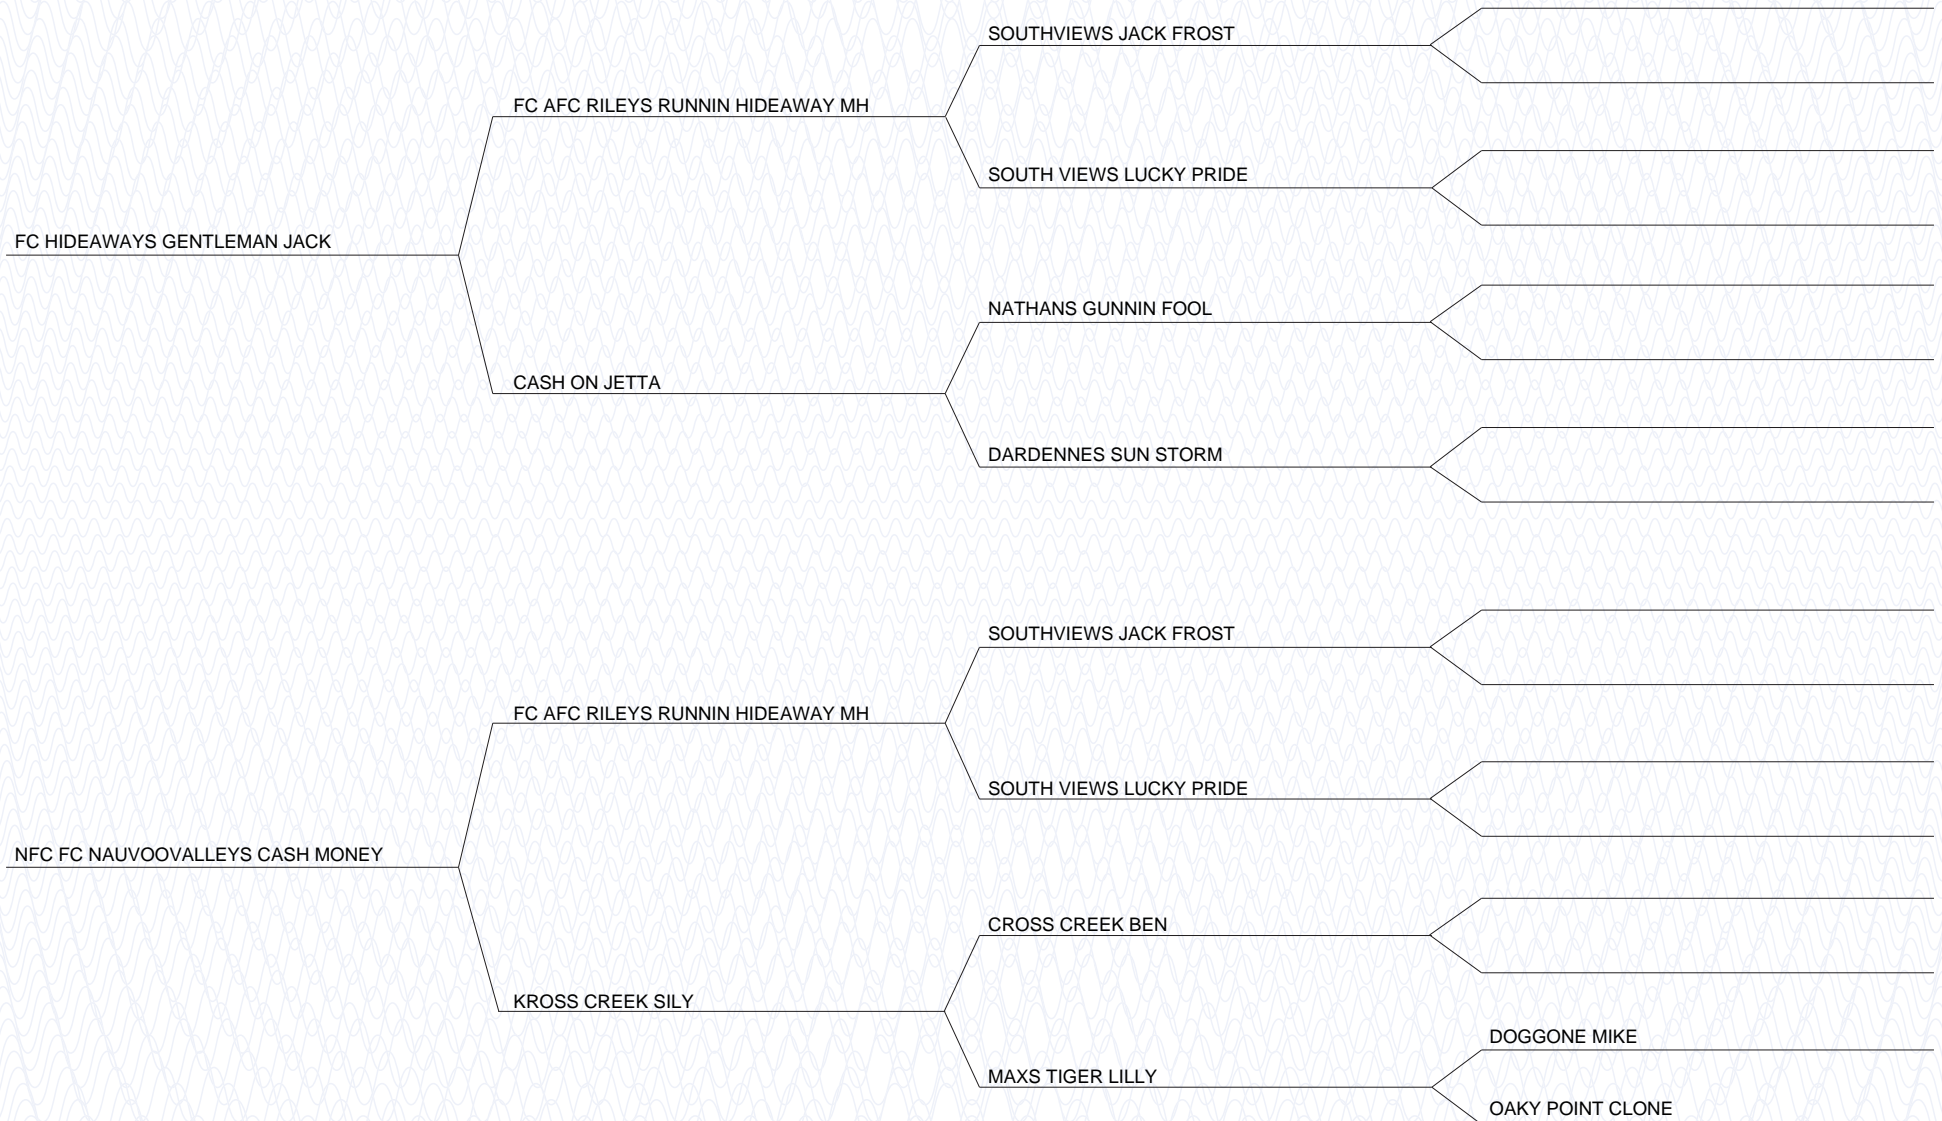 SOUTHVIEWS JACK FROST
FC AFC RILEYS RUNNIN HIDEAWAY MH
SOUTH VIEWS LUCKY PRIDE
FC HIDEAWAYS GENTLEMAN JACK
NATHANS GUNNIN FOOL
CASH ON JETTA
DARDENNES SUN STORM
SOUTHVIEWS JACK FROST
FC AFC RILEYS RUNNIN HIDEAWAY MH
SOUTH VIEWS LUCKY PRIDE
NFC FC NAUVOOVALLEYS CASH MONEY
CROSS CREEK BEN
KROSS CREEK SILY
DOGGONE MIKE
MAXS TIGER LILLY
OAKY POINT CLONE